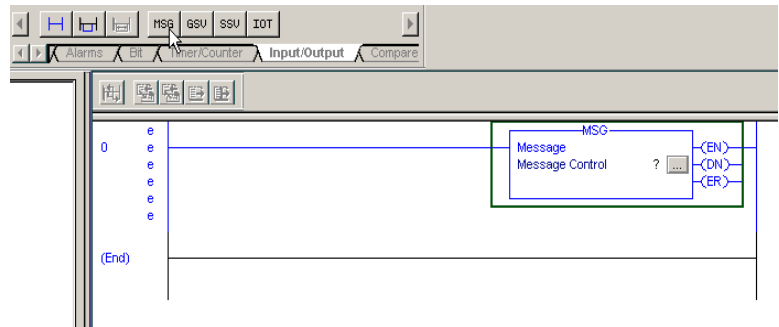 MSG GSV SSV IOT
Alarms Bit Timer/Counter Input/Output Compare
MSG
0 e
e
e
e
e
e
Message
Message Control ? ...
(EN)
(DN)
(ER)
(End)